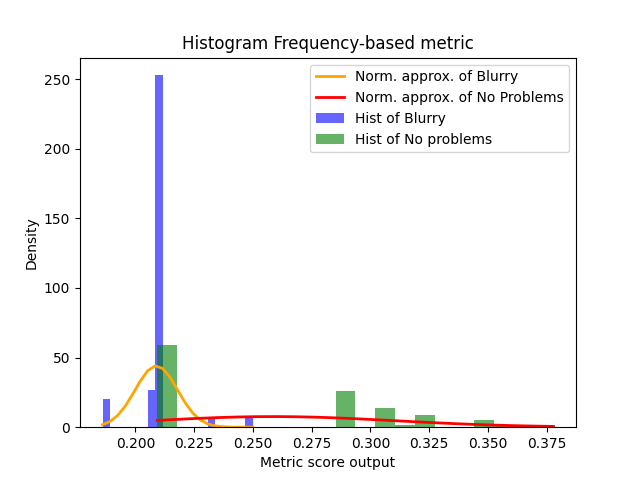 Histogram Frequency-based metric
Norm. approx. of Blurry
Norm. approx. of No Problems
Hist of Blurry
Hist of No problems
Density
250
200
150
100
50
0
0.200 0.225 0.250 0.275 0.300 0.325 0.350 0.375
Metric score output